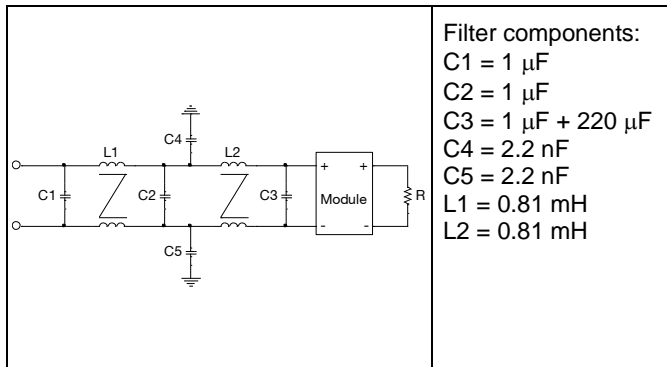 C4
L1
L2
C1
C2
C3
+
+
Module
-
-
R
C5
Filter components:
C1 = 1 μF
C2 = 1 μF
C3 = 1 μF + 220 μF
C4 = 2.2 nF
C5 = 2.2 nF
L1 = 0.81 mH
L2 = 0.81 mH